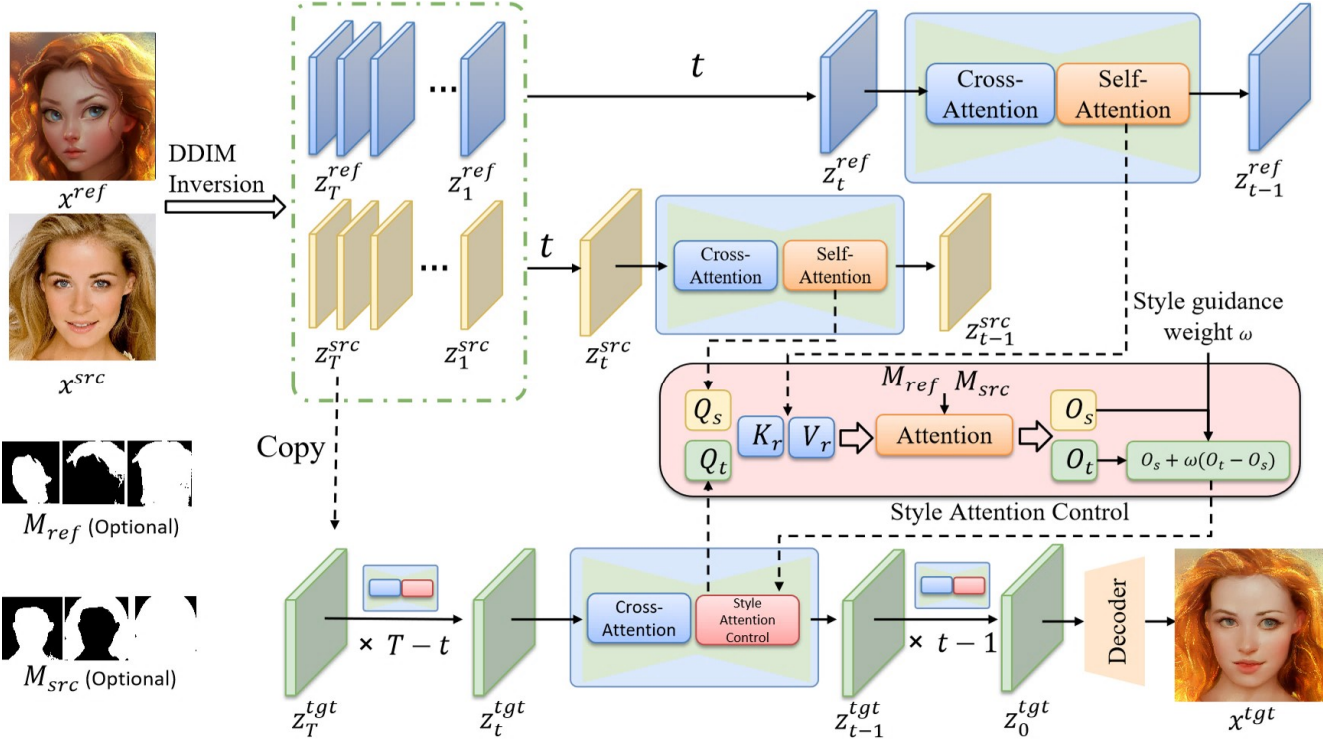 x^{ref}
x^{src}
DDIM
Inversion
z_T^{ref}
z_1^{ref}
z_T^{src}
z_1^{src}
t
z_t^{ref}
Cross-
Attention
Self-
Attention
z_{t-1}^{ref}
t
z_t^{src}
Cross-
Attention
Self-
Attention
z_{t-1}^{src}
Style guidance
weight ω
Copy
M_{ref} (Optional)
M_{src} (Optional)
Q_s
Q_t
K_r
V_r
M_{ref}
M_{src}
Attention
O_s
O_t
O_s + ω(O_t − O_s)
Style Attention Control
z_T^{tgt}
× T − t
z_t^{tgt}
Cross-
Attention
Style
Attention
Control
z_{t-1}^{tgt}
× t − 1
z_0^{tgt}
Decoder
x^{tgt}